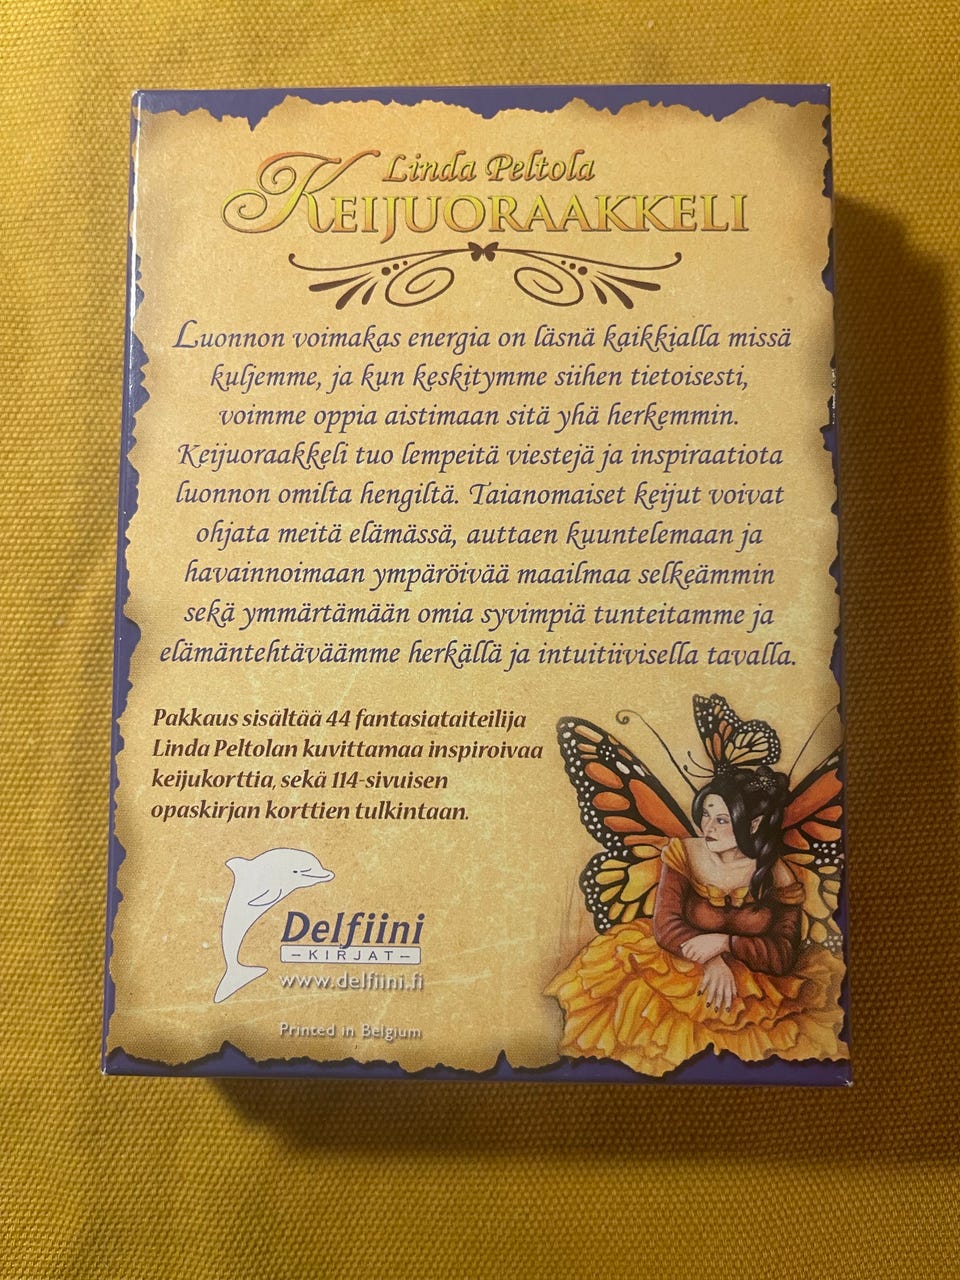 Linda Peltola
KEIJUORAAKKELI
Luonnon voimakas energia on läsnä kaikkialla missä
kuljemme, ja kun keskitymme siihen tietoisesti,
voimme oppia aistimaan sitä yhä herkemmin.
Keijuoraakkeli tuo lempeitä viestejä ja inspiraatiota
luonnon omilta hengiltä. Taianomaiset keijut voivat
ohjata meitä elämässä, auttaen kuuntelemaan ja
havainnoimaan ympäröivää maailmaa selkeämmin
sekä ymmärtämään omia syvimpiä tunteitamme ja
elämäntehtäväämme herkällä ja intuitiivisella tavalla.
Pakkaus sisältää 44 fantasiataiteilija
Linda Peltolan kuvittamaa inspiroivaa
keijukorttia, sekä 114-sivuisen
opaskirjan korttien tulkintaan.
Delfiini
-KIRJAT-
www.delfiini.fi
Printed in Belgium